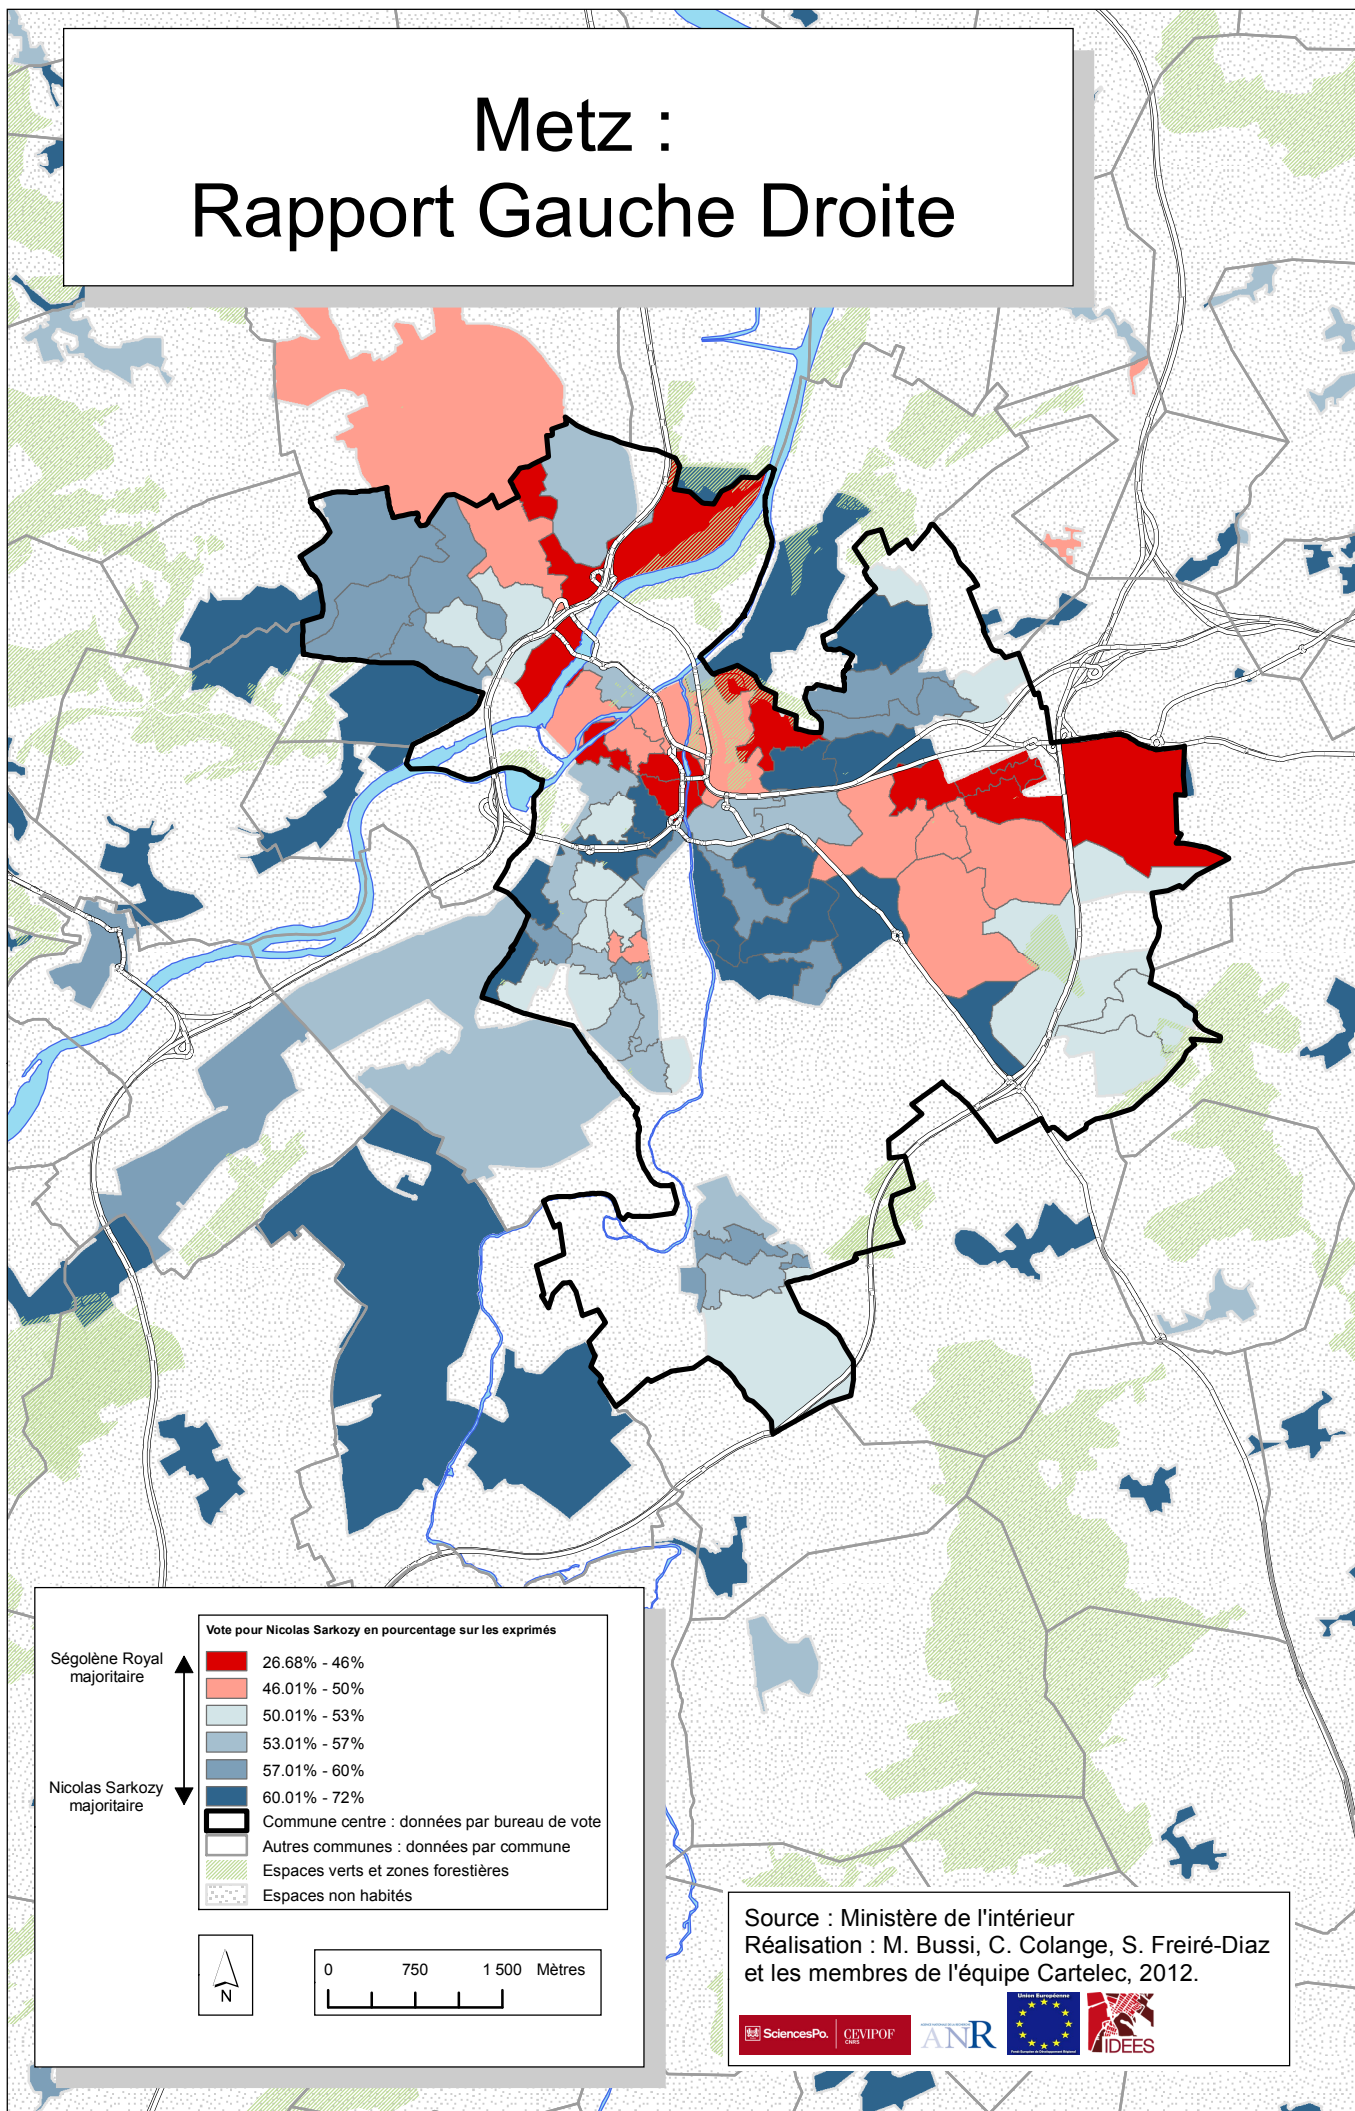 Metz :
Rapport Gauche Droite
Vote pour Nicolas Sarkozy en pourcentage sur les exprimés
Ségolène Royal
majoritaire
Nicolas Sarkozy
majoritaire
26.68% - 46%
46.01% - 50%
50.01% - 53%
53.01% - 57%
57.01% - 60%
60.01% - 72%
Commune centre : données par bureau de vote
Autres communes : données par commune
Espaces verts et zones forestières
Espaces non habités
N
0 750 1 500 Mètres
Source : Ministère de l'intérieur
Réalisation : M. Bussi, C. Colange, S. Freiré-Diaz
et les membres de l'équipe Cartelec, 2012.
SciencesPo.
CEVIPOF
CNRS
ANR
Union Européenne
IDEES